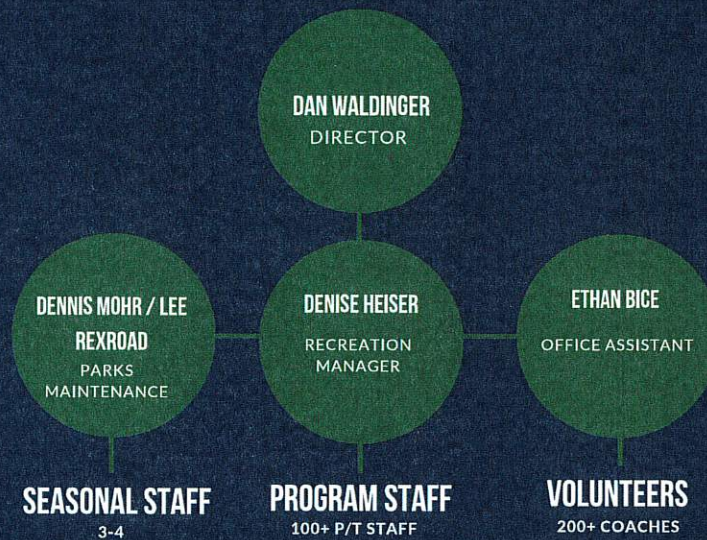 DAN WALDINGER
DIRECTOR
DENNIS MOHR / LEE
REXROAD
PARKS
MAINTENANCE
DENISE HEISER
RECREATION
MANAGER
ETHAN BICE
OFFICE ASSISTANT
SEASONAL STAFF
3-4
PROGRAM STAFF
100+ P/T STAFF
VOLUNTEERS
200+ COACHES